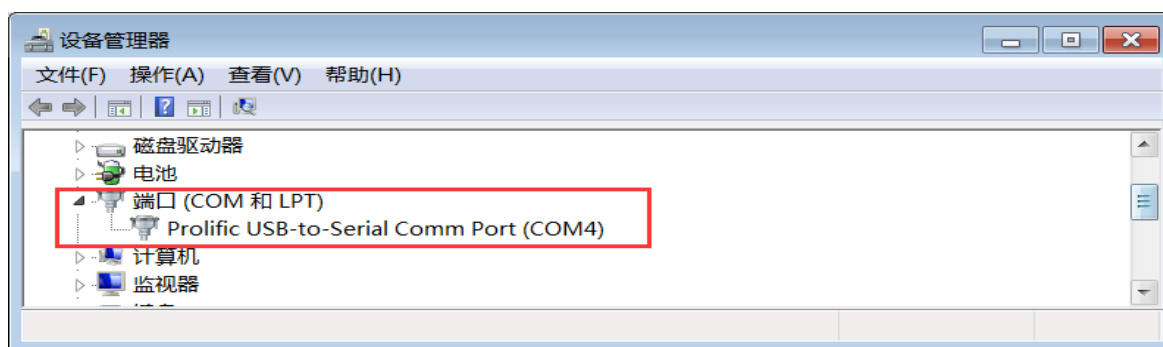 设备管理器
文件(F) 操作(A) 查看(V) 帮助(H)
磁盘驱动器
电池
端口 (COM 和 LPT)
Prolific USB-to-Serial Comm Port (COM4)
计算机
监视器